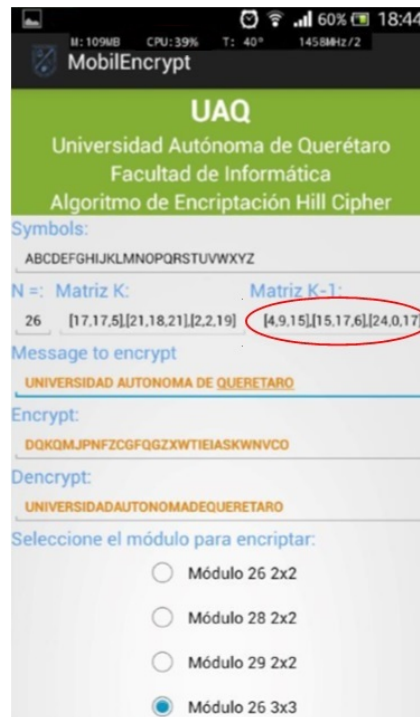 60% 18:44
M: 109MB CPU: 39% T: 40° 1458MHz/2
MobilEncrypt
UAQ
Universidad Autónoma de Querétaro
Facultad de Informática
Algoritmo de Encriptación Hill Cipher
Symbols:
ABCDEFGHIJKLMNOPQRSTUVWXYZ
N =: Matriz K: Matriz K-1:
26 [17,17,5],[21,18,21],[2,2,19] [4,9,15],[15,17,6],[24,0,17]
Message to encrypt
UNIVERSIDAD AUTONOMA DE QUERETARO
Encrypt:
DQKQMJPNFZCGFQGZXWTIEIASKWNVCO
Dencrypt:
UNIVERSIDADAUTONOMADEQUERETARO
Seleccione el módulo para encriptar:
Módulo 26 2x2
Módulo 28 2x2
Módulo 29 2x2
Módulo 26 3x3